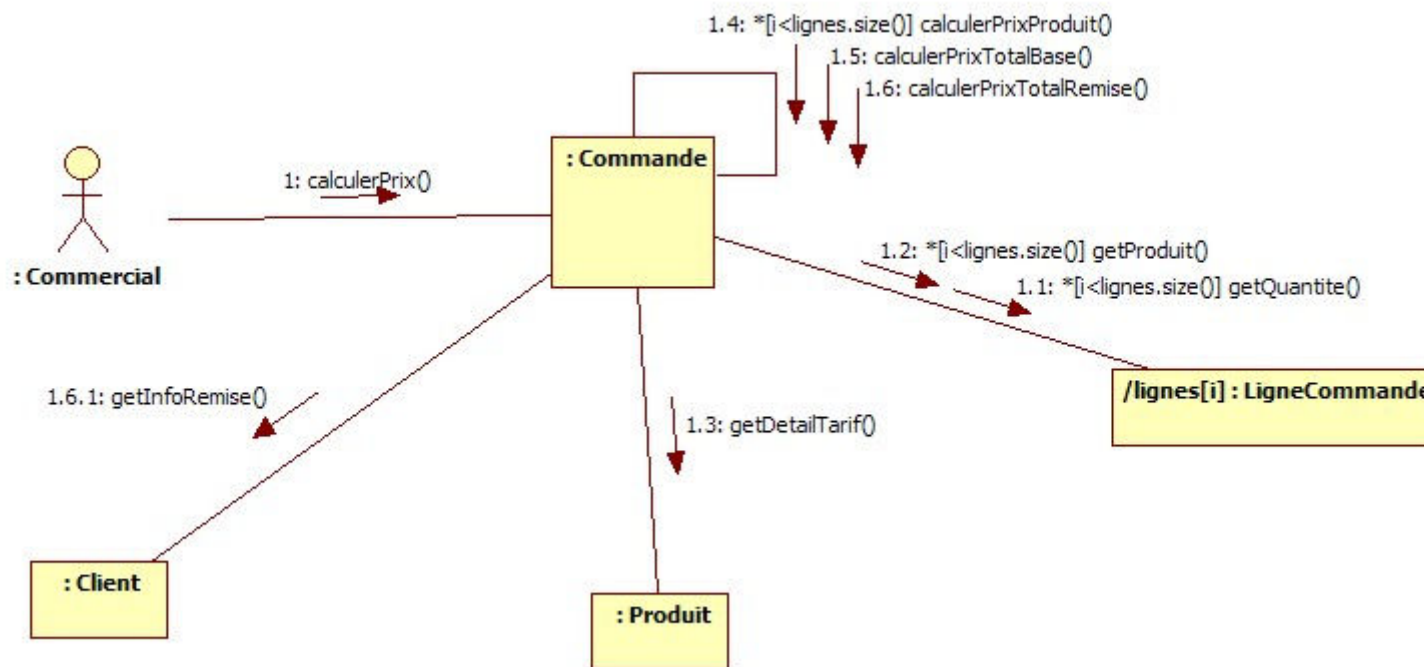 1.4: *[i<lignes.size()] calculerPrixProduit()
1.5: calculerPrixTotalBase()
1.6: calculerPrixTotalRemise()
: Commande
1: calculerPrix()
: Commercial
1.2: *[i<lignes.size()] getProduit()
1.1: *[i<lignes.size()] getQuantite()
1.6.1: getInfoRemise()
1.3: getDetailTarif()
/lignes[i] : LigneCommande
: Client
: Produit